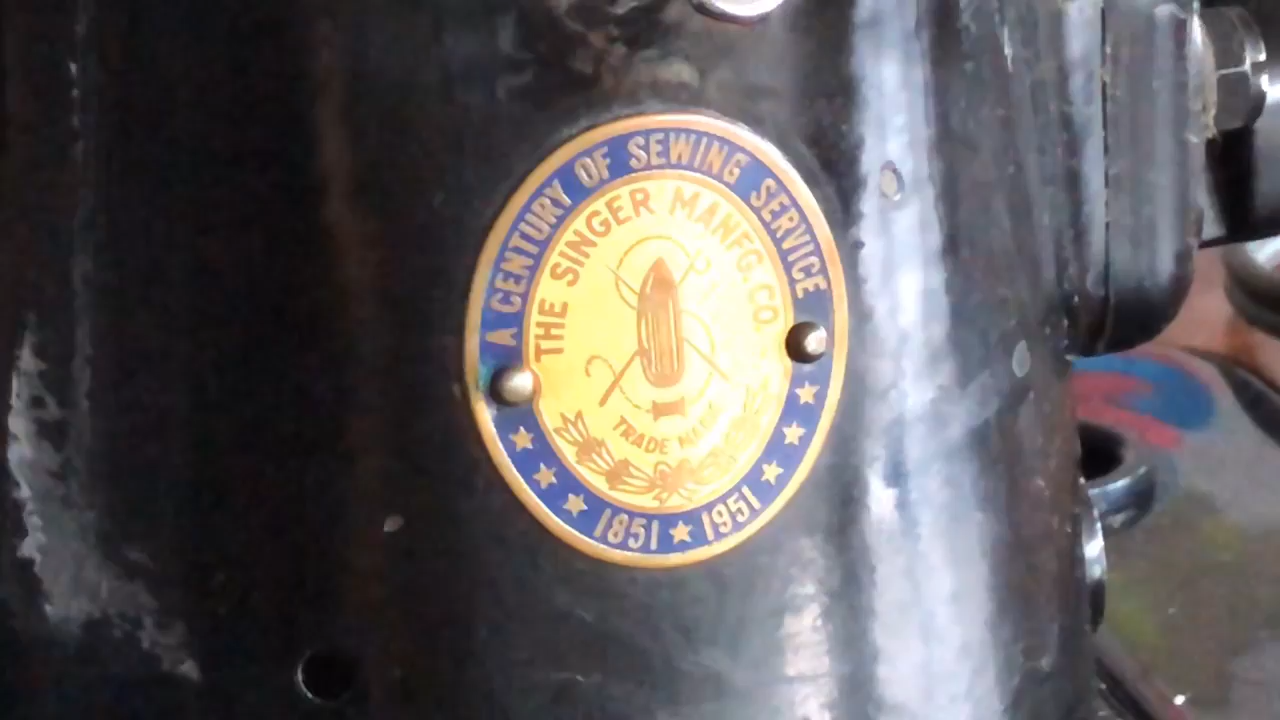 A CENTURY OF SEWING SERVICE
THE SINGER MANFG. CO.
TRADE MARK
1851 ★ 1951